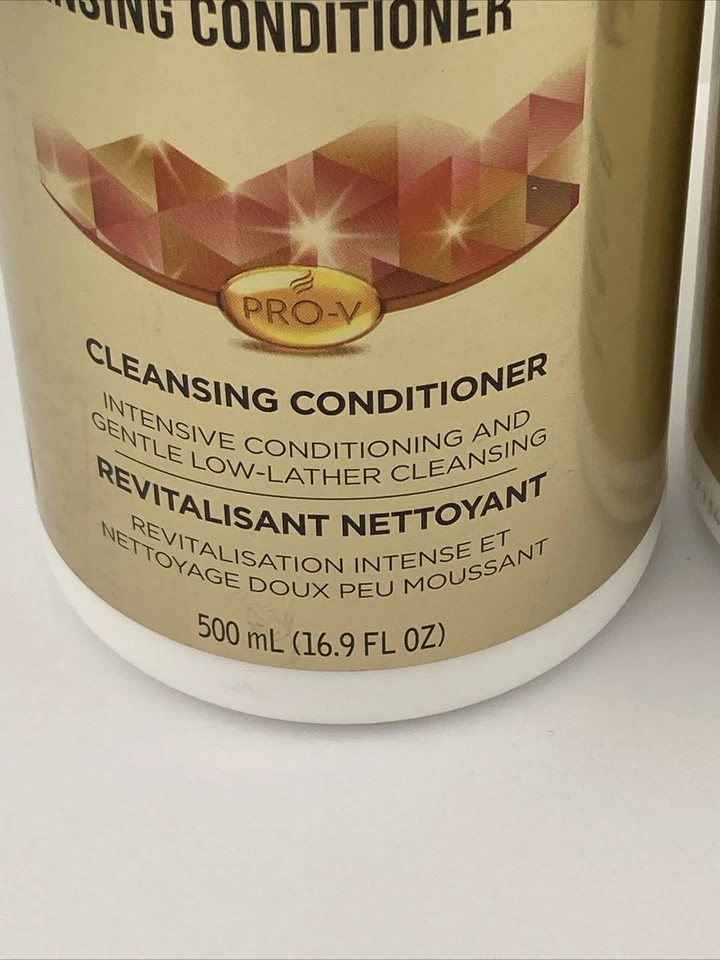 CONDITIONER
PRO-V
CLEANSING CONDITIONER
INTENSIVE CONDITIONING AND
GENTLE LOW-LATHER CLEANSING
REVITALISANT NETTOYANT
REVITALISATION INTENSE ET
NETTOYAGE DOUX PEU MOUSSANT
500 mL (16.9 FL OZ)